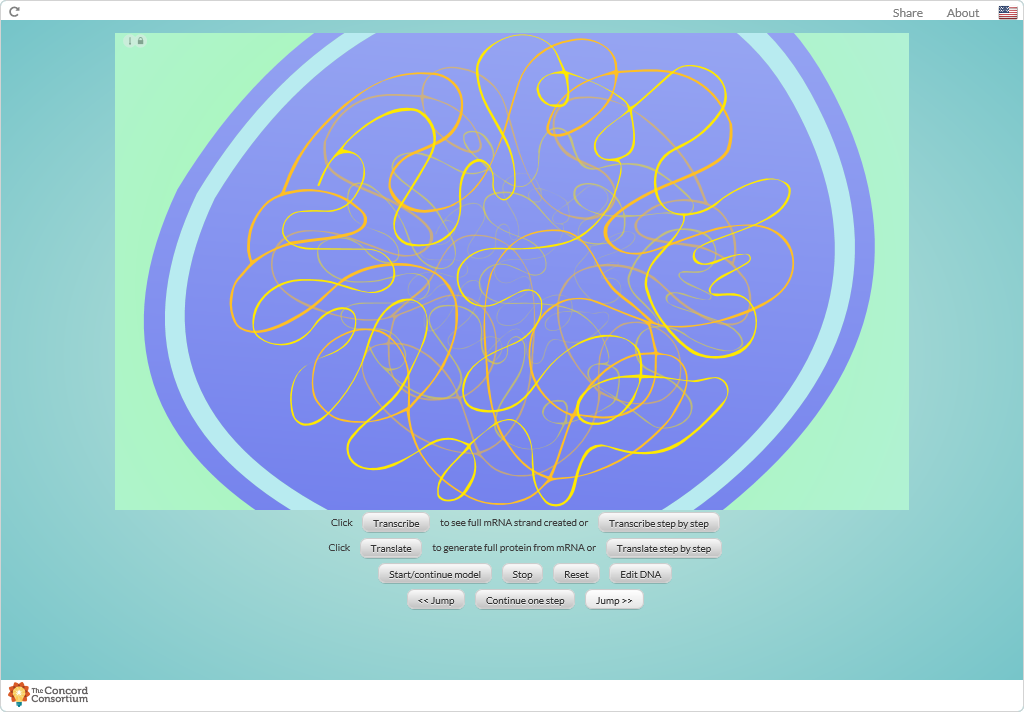 Share About
Click Transcribe to see full mRNA strand created or Transcribe step by step
Click Translate to generate full protein from mRNA or Translate step by step
Start/continue model Stop Reset Edit DNA
<< Jump Continue one step Jump >>
The Concord
Consortium